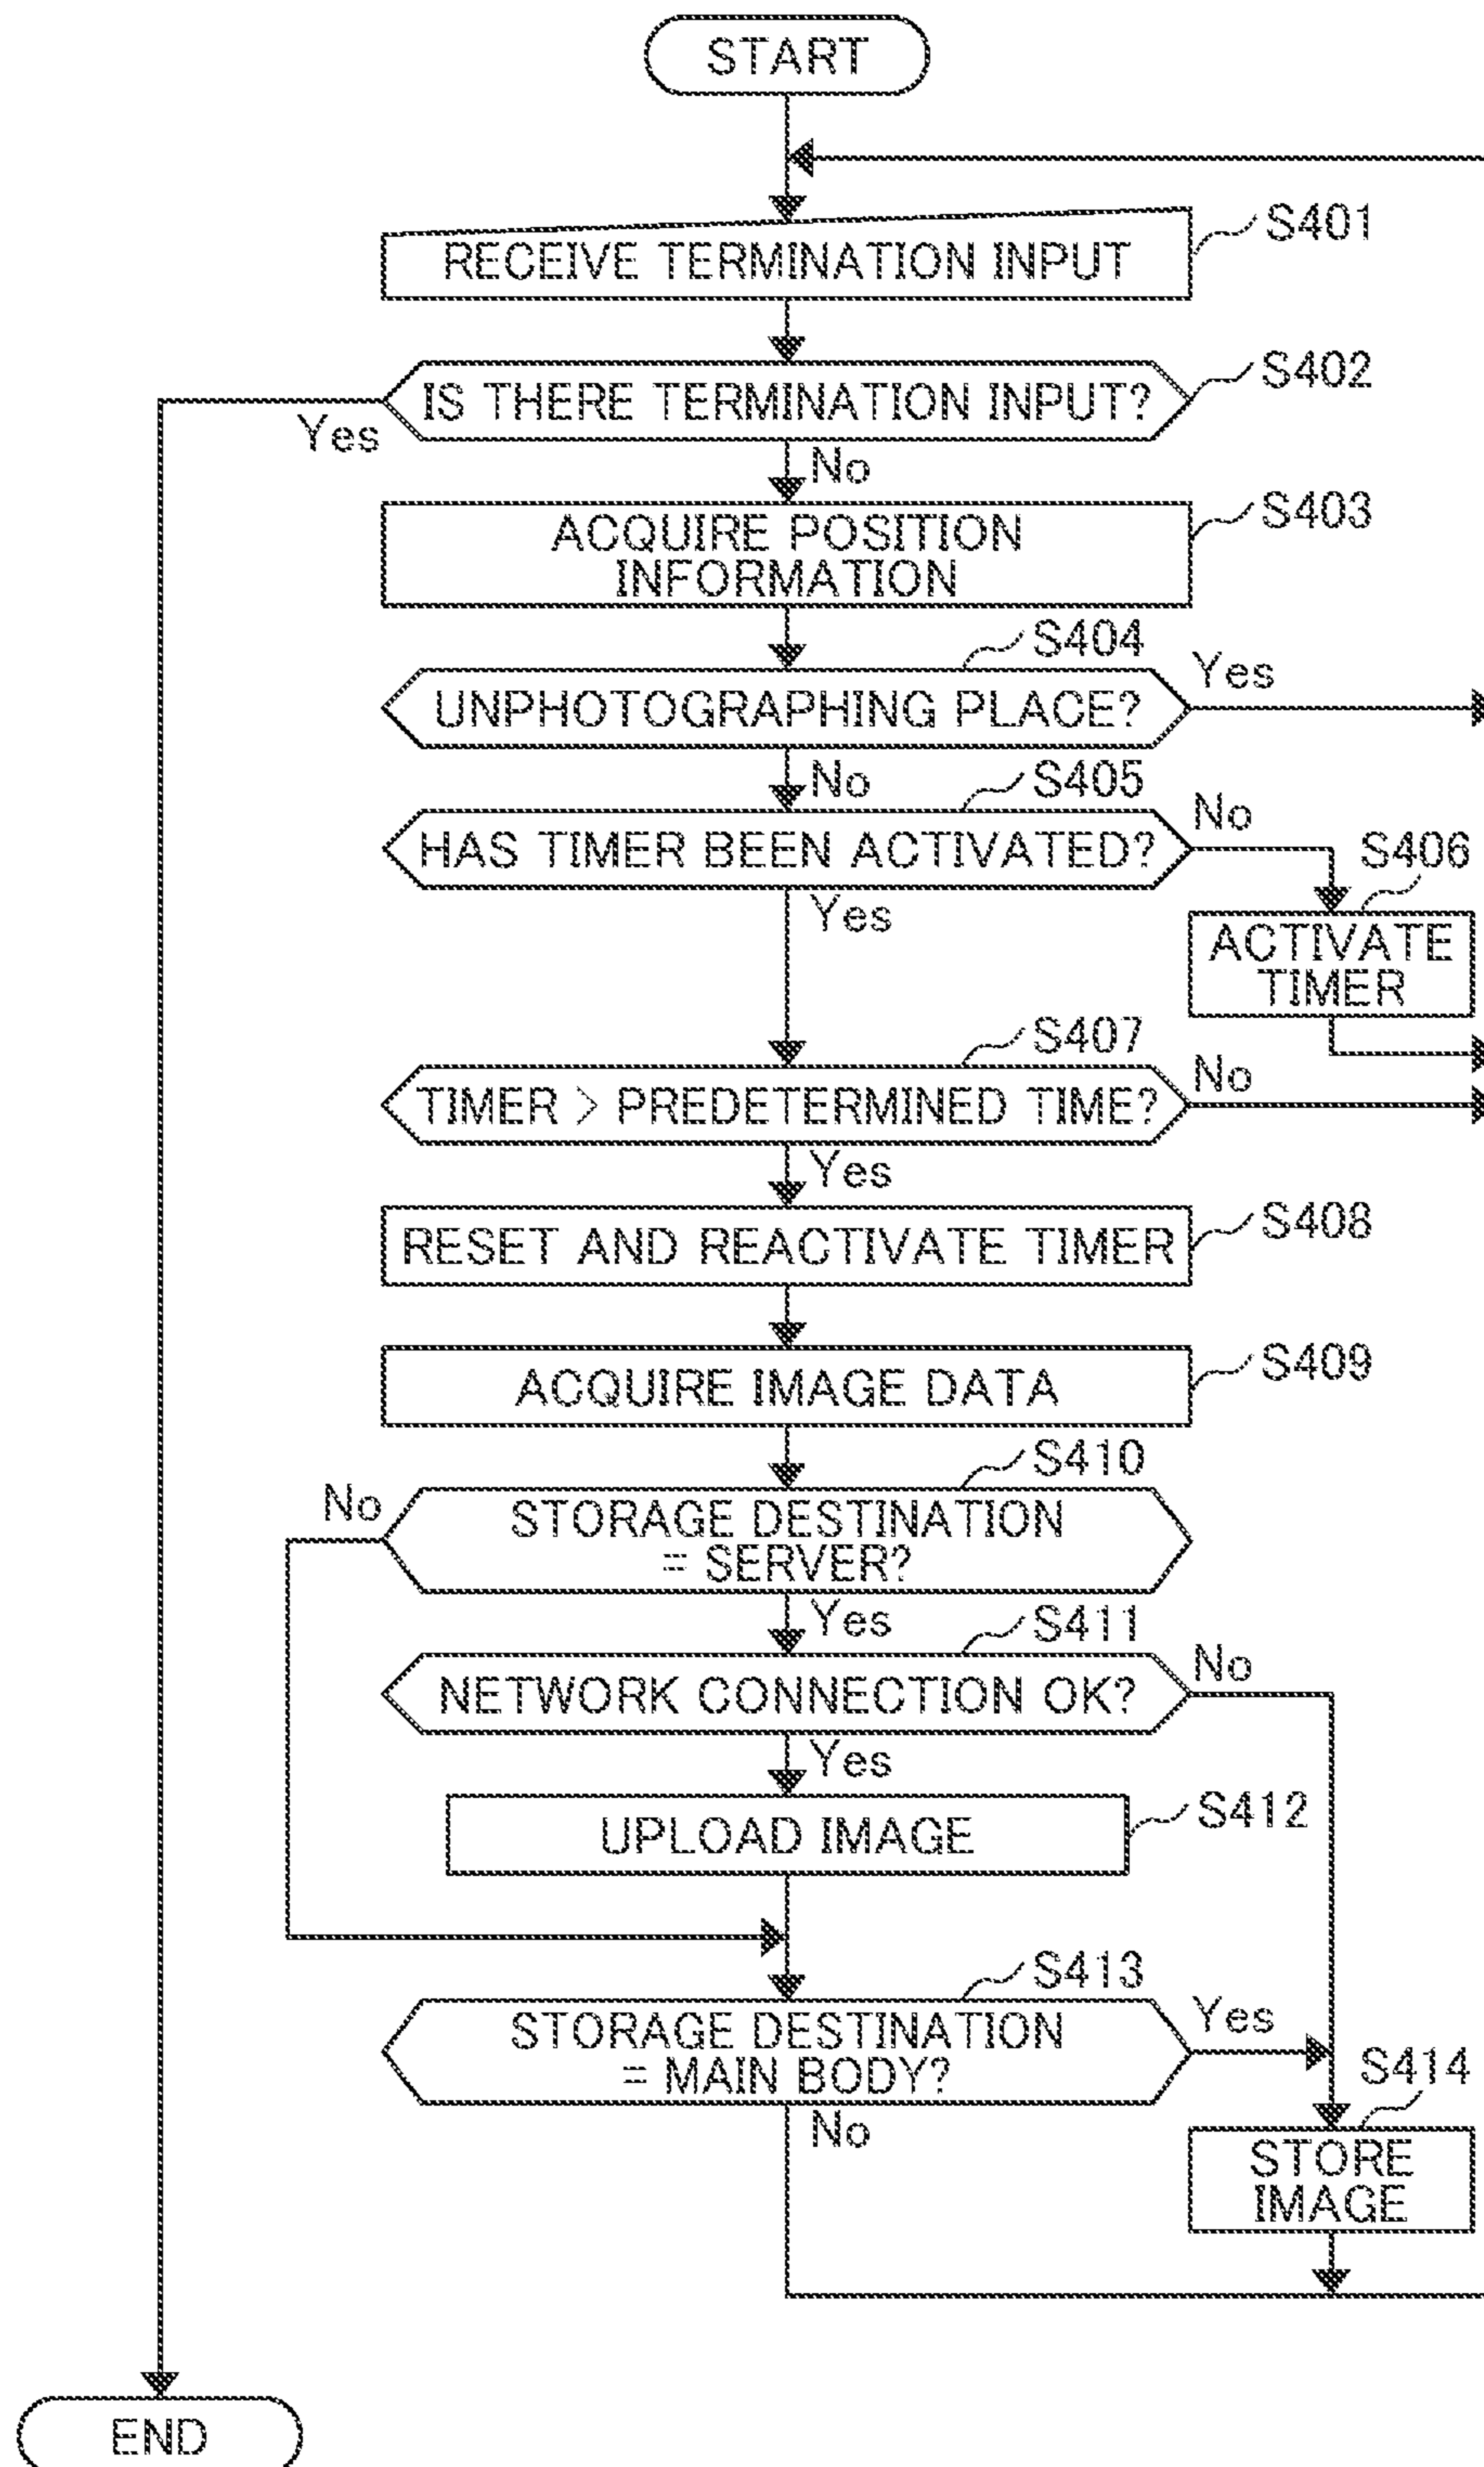 START
RECEIVE TERMINATION INPUT
S401
IS THERE TERMINATION INPUT?
S402
Yes
No
ACQUIRE POSITION
INFORMATION
S403
S404
UNPHOTOGRAPHING PLACE?
Yes
No
S405
HAS TIMER BEEN ACTIVATED?
No
S406
Yes
ACTIVATE
TIMER
S407
TIMER > PREDETERMINED TIME?
No
Yes
RESET AND REACTIVATE TIMER
S408
ACQUIRE IMAGE DATA
S409
S410
No
STORAGE DESTINATION
= SERVER?
Yes
S411
NETWORK CONNECTION OK?
No
Yes
UPLOAD IMAGE
S412
S413
STORAGE DESTINATION
= MAIN BODY?
Yes
S414
No
STORE
IMAGE
END